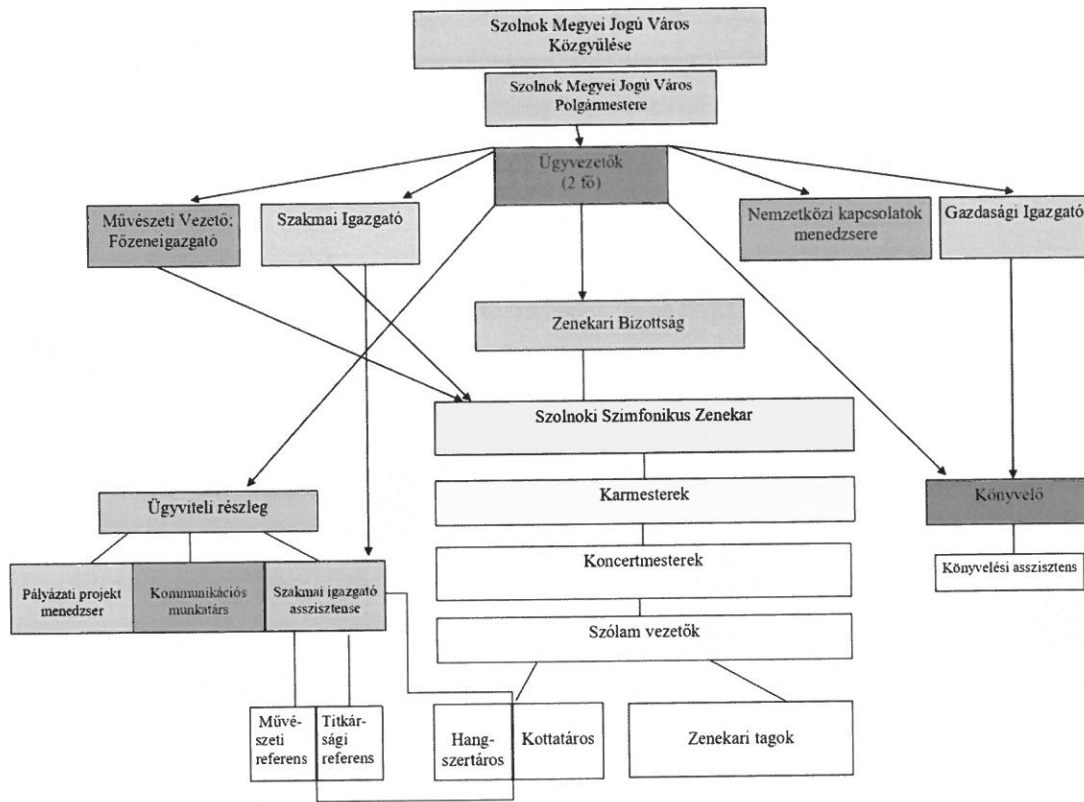 Szolnok Megyei Jogú Város
Közgyűlése
Szolnok Megyei Jogú Város
Polgármestere
Ügyvezetők
(2 fő)
Művészeti Vezető;
Főzeneigazgató
Szakmai Igazgató
Nemzetközi kapcsolatok
menedzsere
Gazdasági Igazgató
Zenekari Bizottság
Szolnoki Szimfonikus Zenekar
Ügyviteli részleg
Karmesterek
Könyvelő
Pályázati projekt
menedzser
Kommunikációs
munkatárs
Szakmai igazgató
asszisztense
Koncertmesterek
Könyvelési asszisztens
Szólam vezetők
Művé-
szeti
referens
Titkár-
sági
referens
Hang-
szertáros
Kottatáros
Zenekari tagok